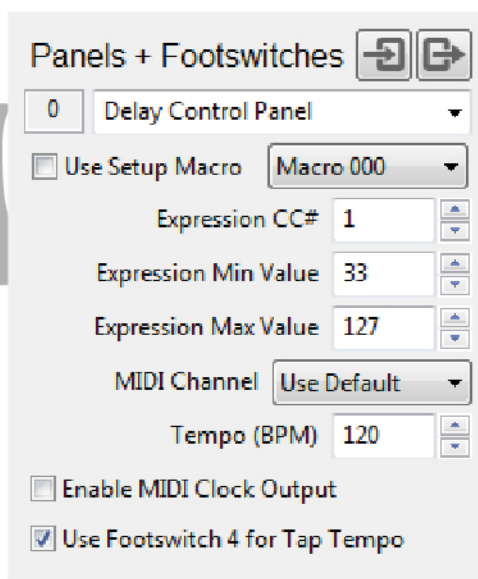 Panels + Footswitches
0 Delay Control Panel
Use Setup Macro Macro 000
Expression CC# 1
Expression Min Value 33
Expression Max Value 127
MIDI Channel Use Default
Tempo (BPM) 120
Enable MIDI Clock Output
Use Footswitch 4 for Tap Tempo